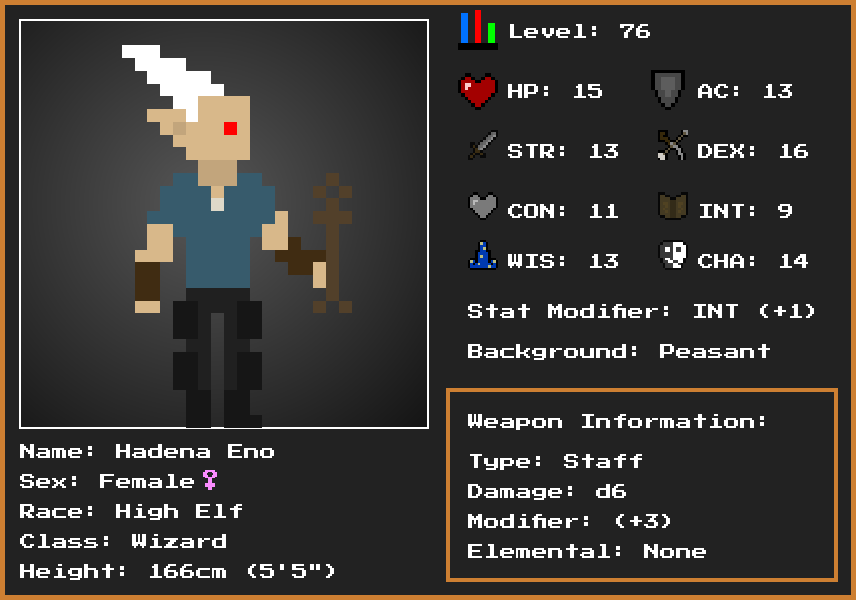 Level: 76
HP: 15
AC: 13
STR: 13
DEX: 16
CON: 11
INT: 9
WIS: 13
CHA: 14
Stat Modifier: INT (+1)
Background: Peasant
Weapon Information:
Type: Staff
Damage: d6
Modifier: (+3)
Elemental: None
Name: Hadena Eno
Sex: Female♀
Race: High Elf
Class: Wizard
Height: 166cm (5'5")